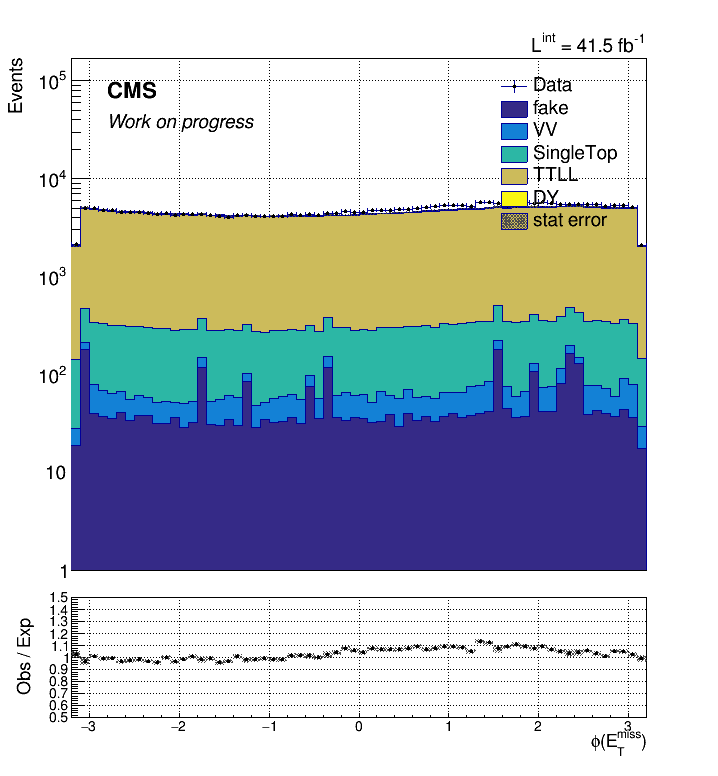 L^int = 41.5 fb^-1
Events
10^5
10^4
10^3
10^2
10
1
CMS
Work on progress
Data
fake
VV
SingleTop
TTLL
DY
stat error
Obs / Exp
1.5
1.4
1.3
1.2
1.1
1
0.9
0.8
0.7
0.6
0.5
−3 −2 −1 0 1 2 3
ϕ(E_T^miss)